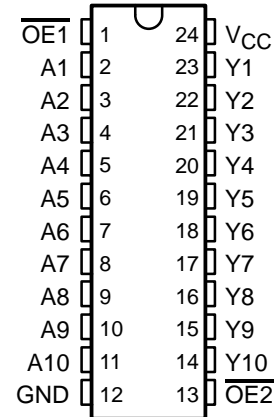 O̅E̅1̅ 1 24 VCC
A1 2 23 Y1
A2 3 22 Y2
A3 4 21 Y3
A4 5 20 Y4
A5 6 19 Y5
A6 7 18 Y6
A7 8 17 Y7
A8 9 16 Y8
A9 10 15 Y9
A10 11 14 Y10
GND 12 13 O̅E̅2̅